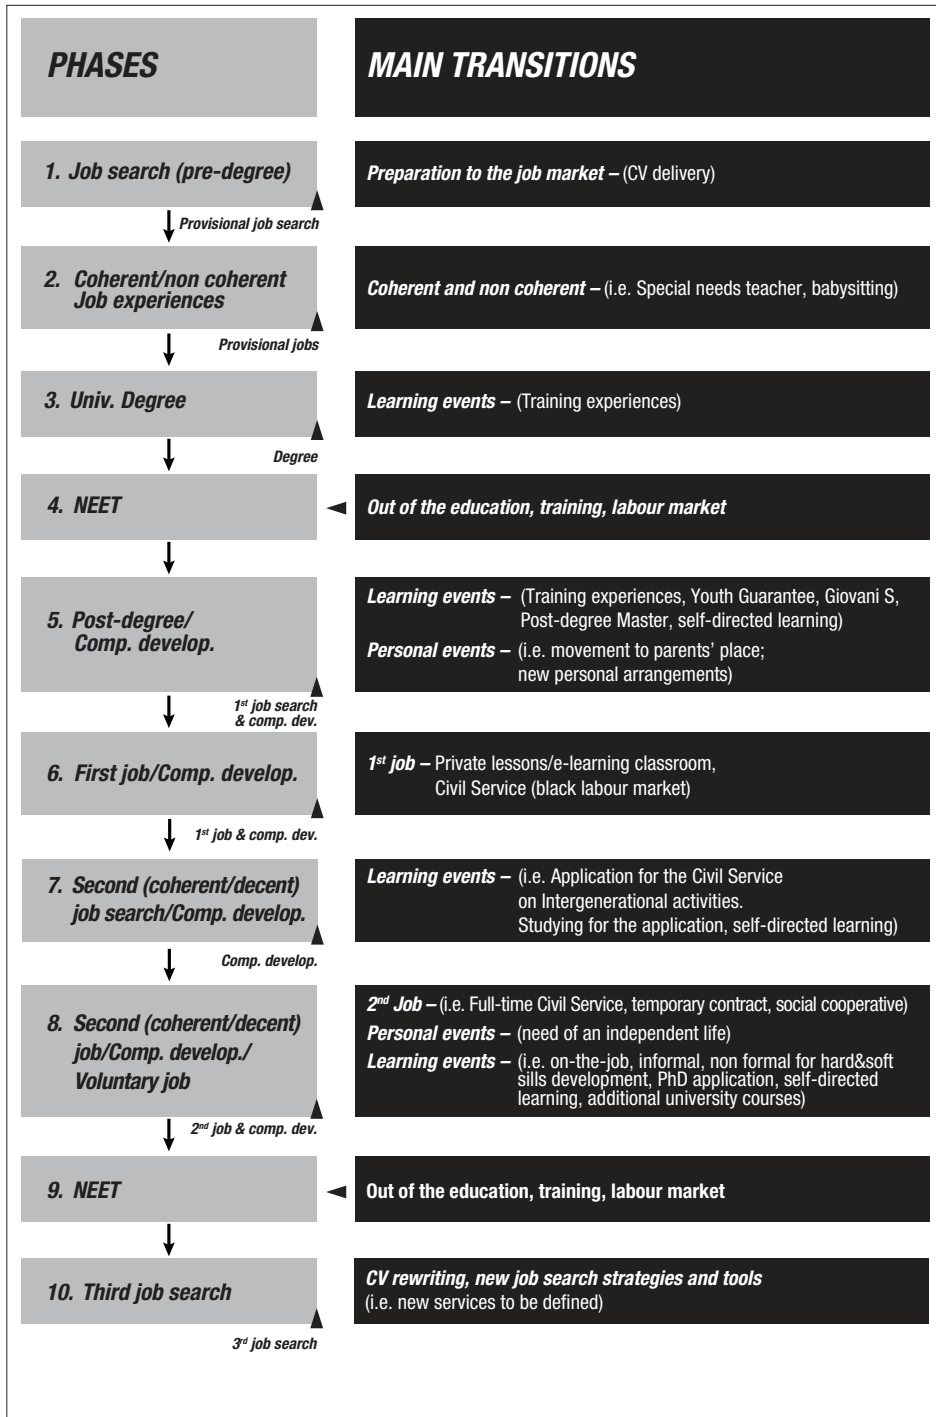 PHASES
MAIN TRANSITIONS
1. Job search (pre-degree)
Preparation to the job market – (CV delivery)
Provisional job search
2. Coherent/non coherent
Job experiences
Coherent and non coherent – (i.e. Special needs teacher, babysitting)
Provisional jobs
3. Univ. Degree
Learning events – (Training experiences)
Degree
4. NEET
Out of the education, training, labour market
5. Post-degree/
Comp. develop.
Learning events – (Training experiences, Youth Guarantee, Giovani S,
Post-degree Master, self-directed learning)
Personal events – (i.e. movement to parents’ place;
new personal arrangements)
1st job search
& comp. dev.
6. First job/Comp. develop.
1st job – Private lessons/e-learning classroom,
Civil Service (black labour market)
1st job & comp. dev.
7. Second (coherent/decent)
job search/Comp. develop.
Learning events – (i.e. Application for the Civil Service
on Intergenerational activities.
Studying for the application, self-directed learning)
Comp. develop.
8. Second (coherent/decent)
job/Comp. develop./
Voluntary job
2nd Job – (i.e. Full-time Civil Service, temporary contract, social cooperative)
Personal events – (need of an independent life)
Learning events – (i.e. on-the-job, informal, non formal for hard&soft
sills development, PhD application, self-directed
learning, additional university courses)
2nd job & comp. dev.
9. NEET
Out of the education, training, labour market
10. Third job search
CV rewriting, new job search strategies and tools
(i.e. new services to be defined)
3rd job search